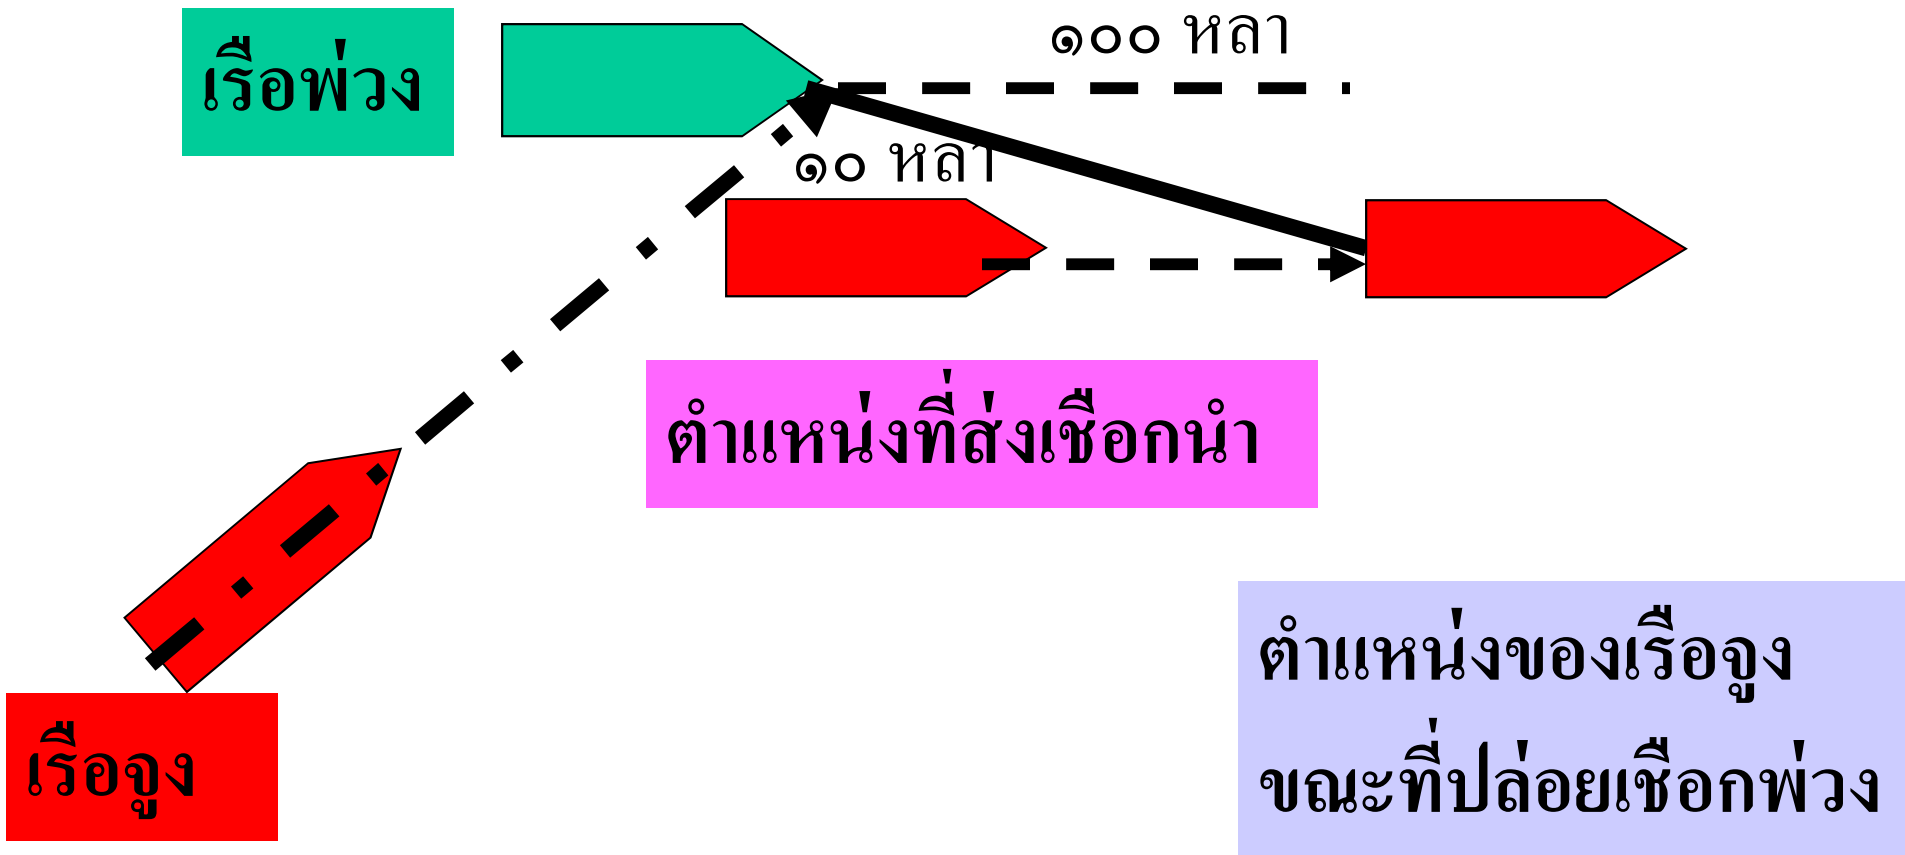 ๑๐๐ หลา
เรือพ่วง
๑๐ หลา
ตำแหน่งที่ส่งเชือกนำ
ตำแหน่งของเรือจูง
ขณะที่ปล่อยเชือกพ่วง
เรือจูง